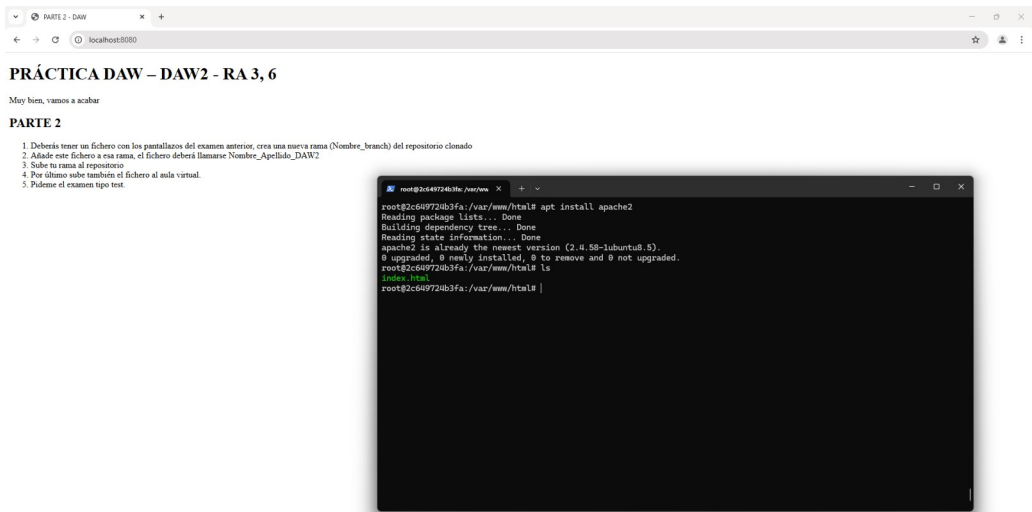 PARTE 2 - DAW
localhost:8080
PRÁCTICA DAW – DAW2 - RA 3, 6
Muy bien, vamos a acabar
PARTE 2
1. Deberás tener un fichero con los pantallazos del examen anterior, crea una nueva rama (Nombre_branch) del repositorio clonado
2. Añade este fichero a esa rama, el fichero deberá llamarse Nombre_Apellido_DAW2
3. Sube tu rama al repositorio
4. Por último sube también el fichero al aula virtual.
5. Pideme el examen tipo test.
root@2c649724b3fa: /var/ww
root@2c649724b3fa:/var/www/html# apt install apache2
Reading package lists... Done
Building dependency tree... Done
Reading state information... Done
apache2 is already the newest version (2.4.58-1ubuntu8.5).
0 upgraded, 0 newly installed, 0 to remove and 0 not upgraded.
root@2c649724b3fa:/var/www/html# ls
index.html
root@2c649724b3fa:/var/www/html#